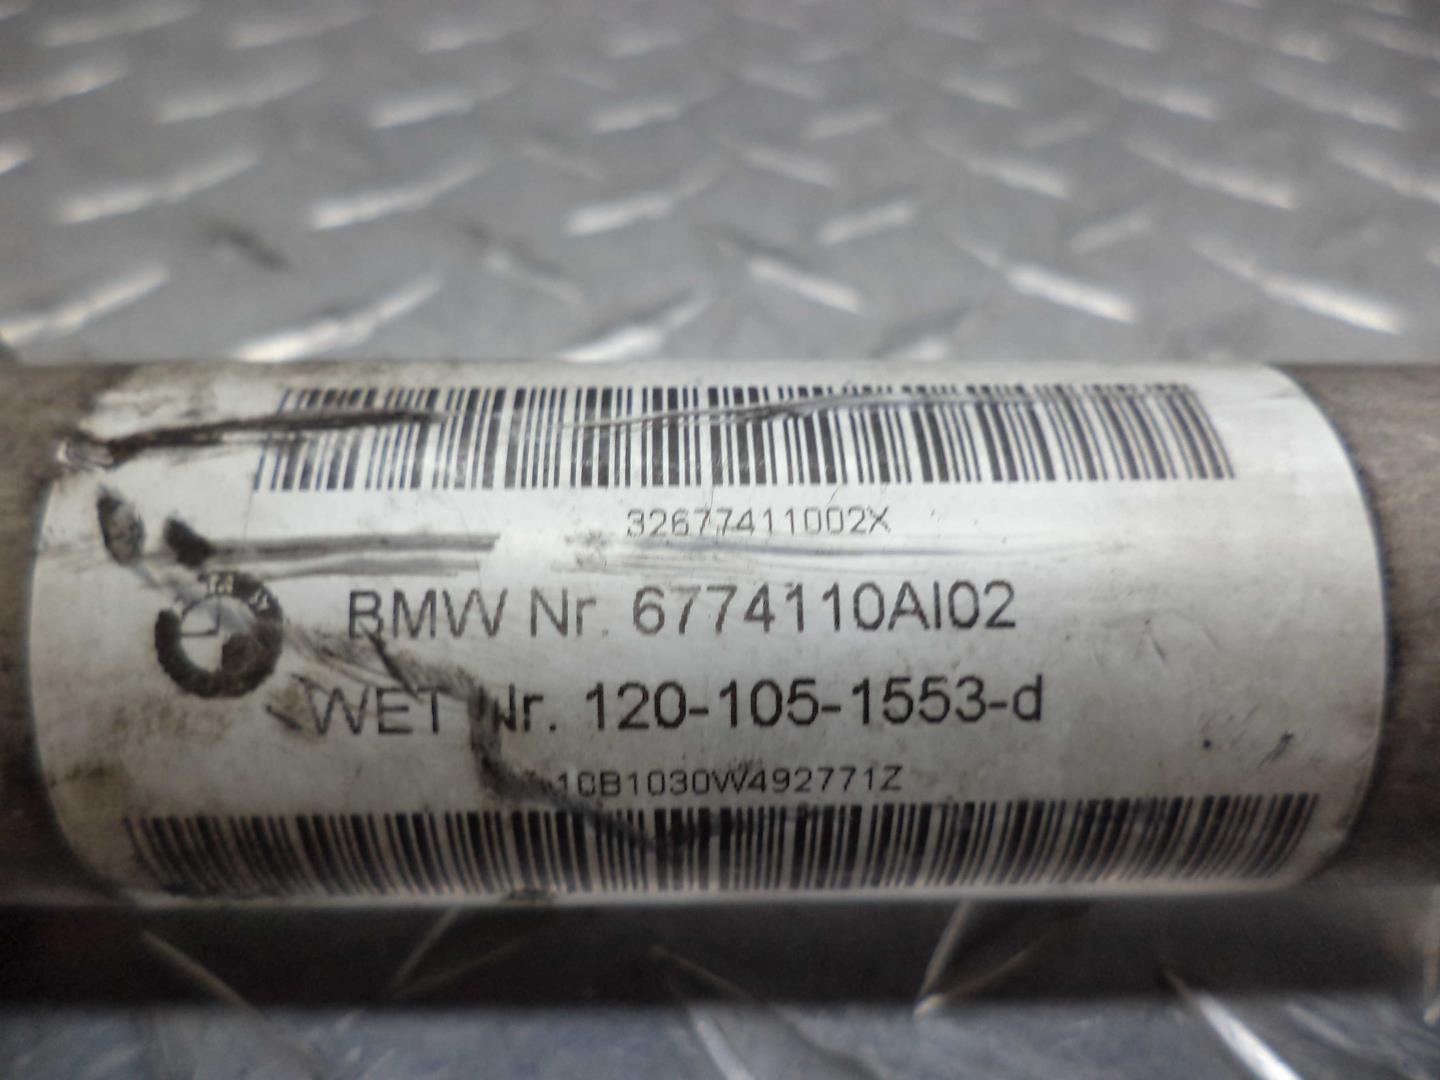 32677411002X
BMW Nr. 6774110AI02
WET Nr. 120-105-1553-d
10B1030W492771Z